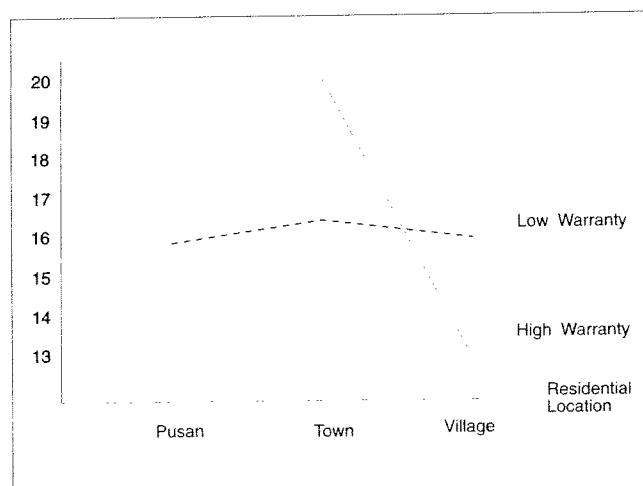 20
19
18
17
16
15
14
13
Low Warranty
High Warranty
Residential
Location
Pusan
Town
Village